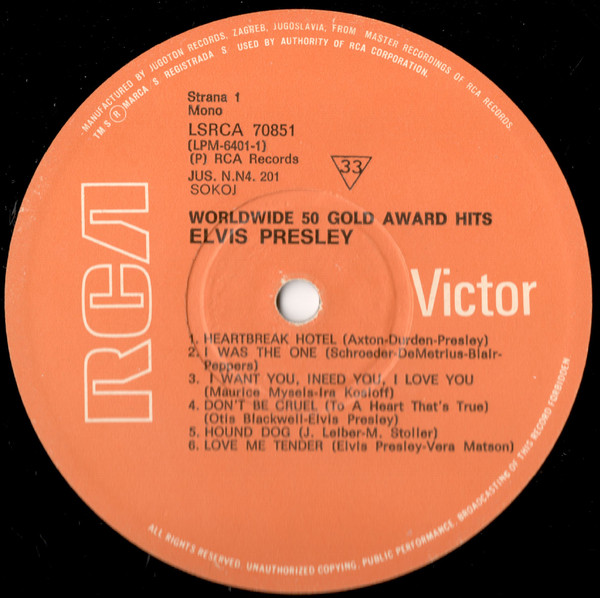 MANUFACTURED BY JUGOTON RECORDS, ZAGREB, JUGOSLAVIA, FROM MASTER RECORDINGS OF RCA RECORDS
TM S ® MARCA S REGISTRADA S USED BY AUTHORITY OF RCA CORPORATION.
Strana 1
Mono
LSRCA 70851
(LPM-6401-1)
(P) RCA Records
33
JUS. N.N4. 201
SOKOJ
WORLDWIDE 50 GOLD AWARD HITS
ELVIS PRESLEY
RCA
Victor
1. HEARTBREAK HOTEL (Axton-Durden-Presley)
2. I WAS THE ONE (Schroeder-DeMetrius-Blair-
Peppers)
3. I WANT YOU, INEED YOU, I LOVE YOU
(Maurice Mysels-Ira Kosloff)
4. DON'T BE CRUEL (To A Heart That's True)
(Otis Blackwell-Elvis Presley)
5. HOUND DOG (J. Leiber-M. Stoller)
6. LOVE ME TENDER (Elvis Presley-Vera Matson)
ALL RIGHTS RESERVED. UNAUTHORIZED COPYING, PUBLIC PERFORMANCE, BROADCASTING OF THIS RECORD FORBIDDEN